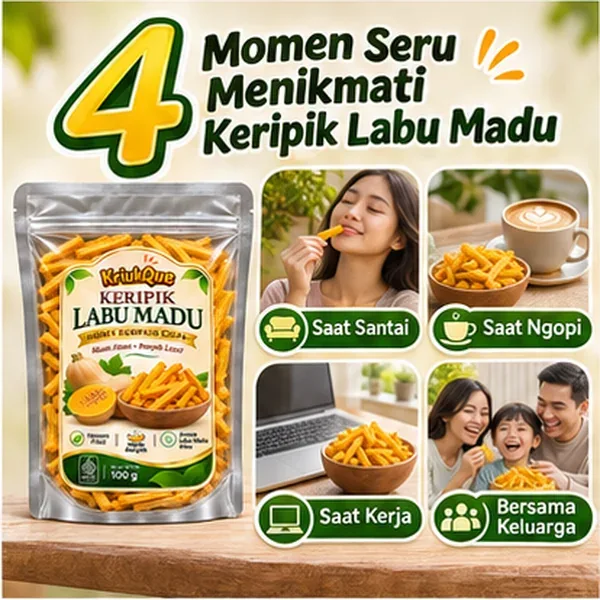 4
Momen Seru
Menikmati
Keripik Labu Madu
KriukQue
KERIPIK
LABU MADU
100 g
Saat Santai
Saat Ngopi
Saat Kerja
Bersama
Keluarga